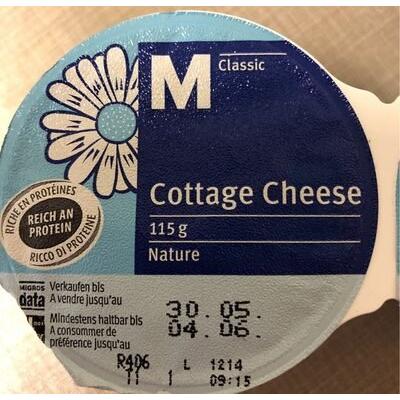 M Classic
Cottage Cheese
115 g
Nature
RICHE EN PROTÉINES
REICH AN
PROTEIN
RICCO DI PROTEINE
MIGROS
data
Verkaufen bis
A vendre jusqu'au
30.05.
Mindestens haltbar bis
A consommer de
préférence jusqu'au
04.06.
R406 L 1214
11 1 09:15